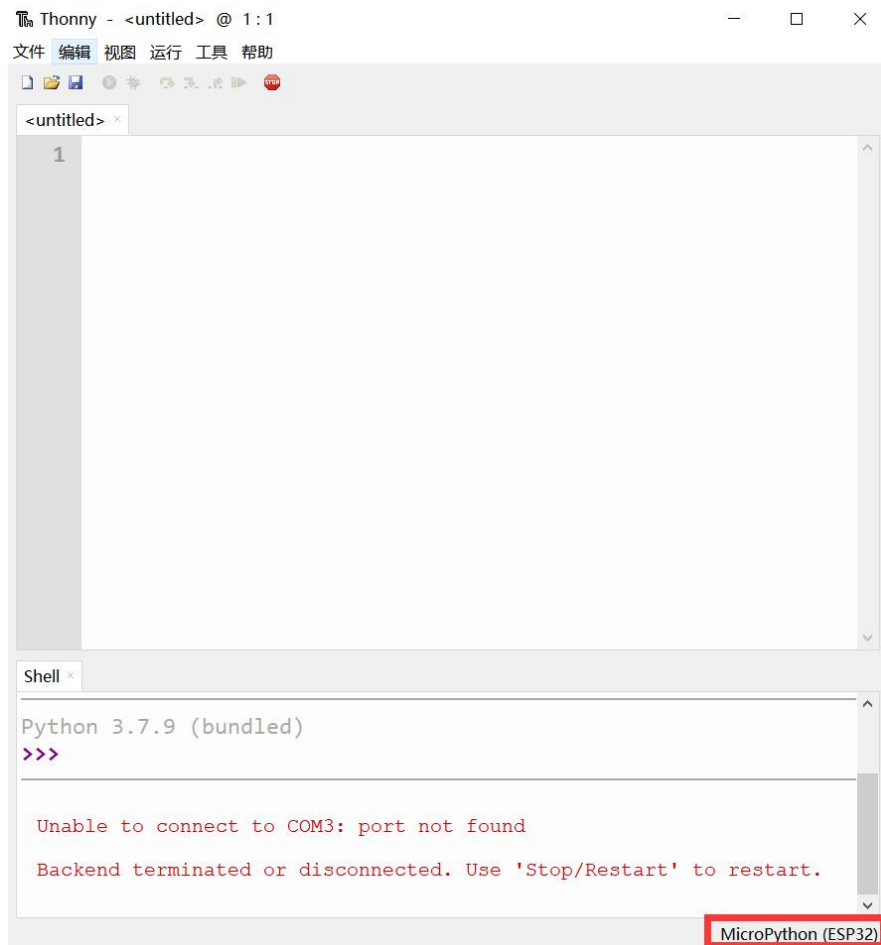 Thonny - <untitled> @ 1 : 1
文件 编辑 视图 运行 工具 帮助
STOP
<untitled> ×
1
Shell ×
Python 3.7.9 (bundled)
>>>
Unable to connect to COM3: port not found
Backend terminated or disconnected. Use 'Stop/Restart' to restart.
MicroPython (ESP32)